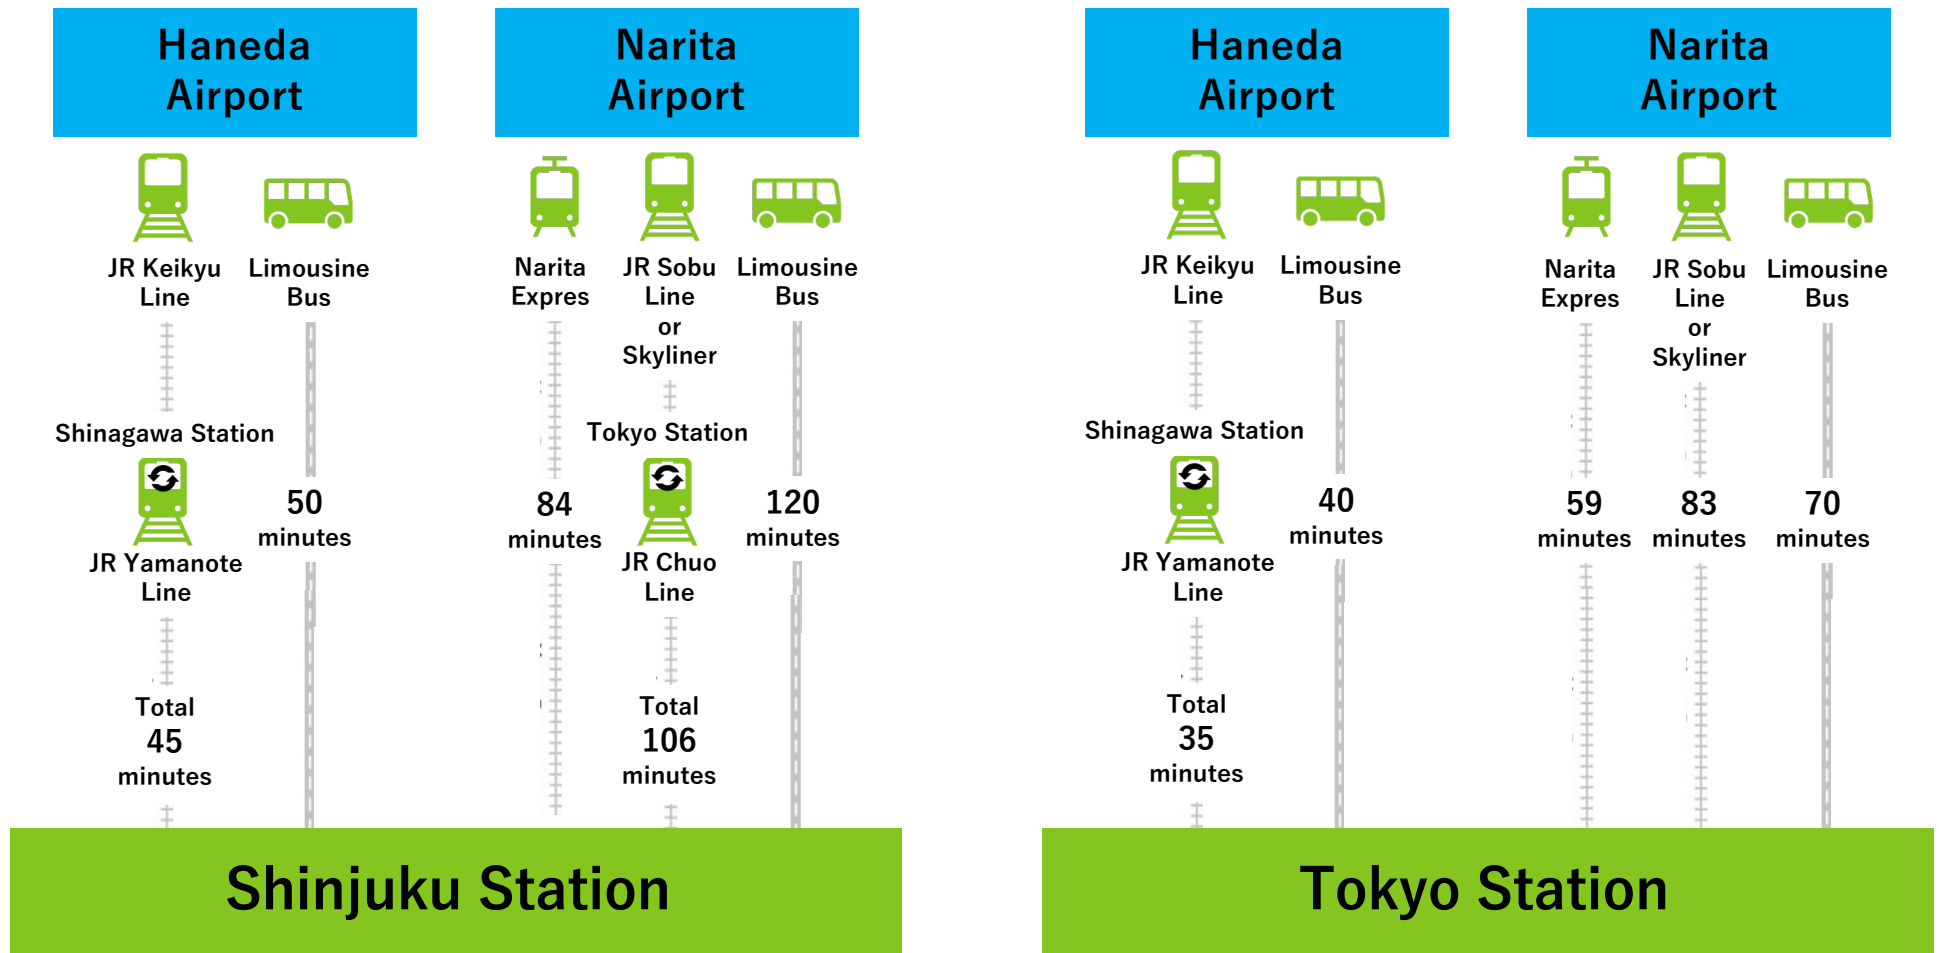 Haneda
Airport
JR Keikyu
Line
Limousine
Bus
Shinagawa Station
50
minutes
JR Yamanote
Line
Total
45
minutes
Narita
Airport
Narita
Expres
JR Sobu
Line
or
Skyliner
Limousine
Bus
Tokyo Station
84
minutes
120
minutes
JR Chuo
Line
Total
106
minutes
Shinjuku Station
Haneda
Airport
JR Keikyu
Line
Limousine
Bus
Shinagawa Station
40
minutes
JR Yamanote
Line
Total
35
minutes
Narita
Airport
Narita
Expres
JR Sobu
Line
or
Skyliner
Limousine
Bus
59
minutes
83
minutes
70
minutes
Tokyo Station